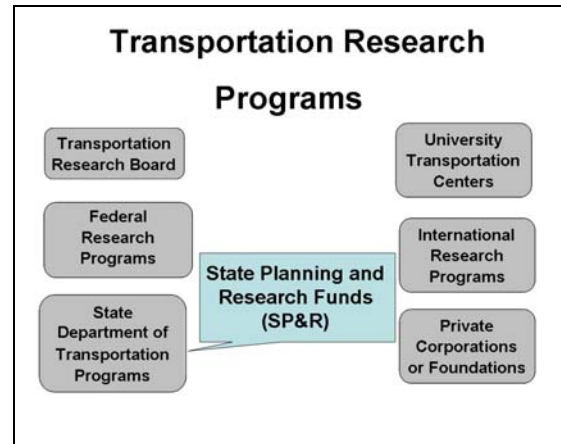 Transportation Research
Programs
Transportation
Research Board
Federal
Research
Programs
State
Department of
Transportation
Programs
State Planning and
Research Funds
(SP&R)
University
Transportation
Centers
International
Research
Programs
Private
Corporations
or Foundations